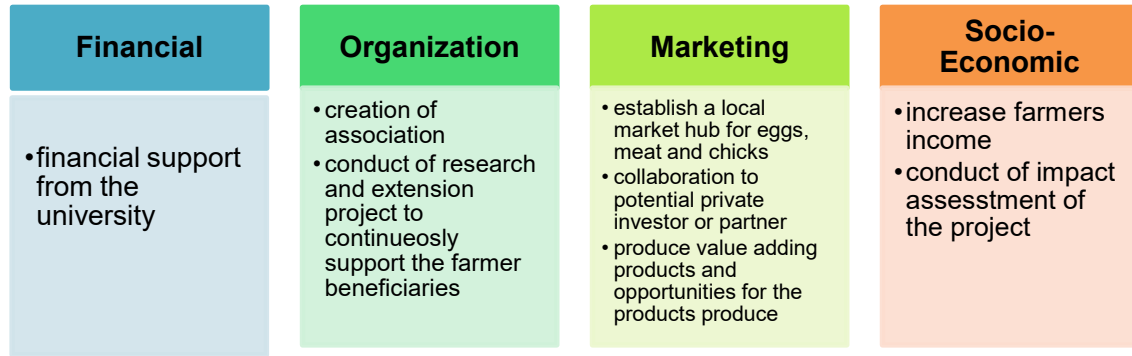 Financial
•financial support
from the
university
Organization
•creation of
association
•conduct of research
and extension
project to
continueosly
support the farmer
beneficiaries
Marketing
•establish a local
market hub for eggs,
meat and chicks
•collaboration to
potential private
investor or partner
•produce value adding
products and
opportunities for the
products produce
Socio-
Economic
•increase farmers
income
•conduct of impact
assesstment of
the project